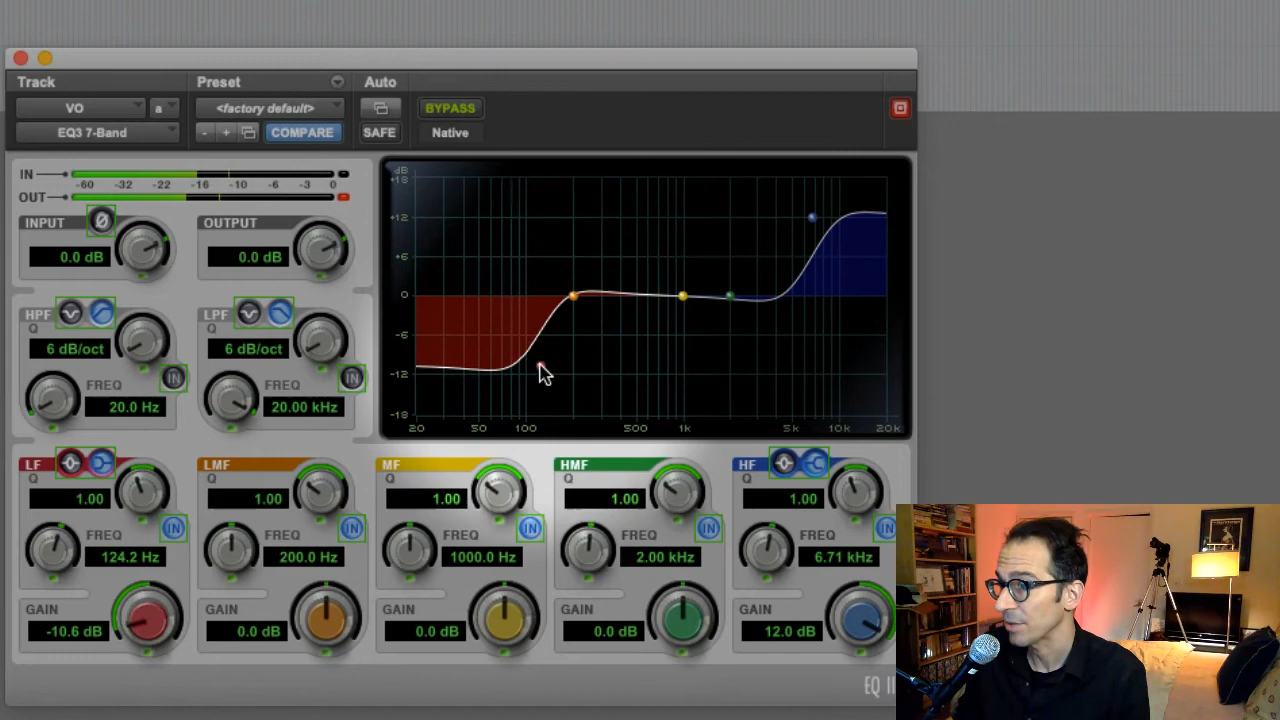 Track Preset Auto
VO a <factory default> BYPASS
EQ3 7-Band - + COMPARE SAFE Native
IN
-60 -32 -22 -16 -10 -6 -3 0
OUT
INPUT Ø OUTPUT
0.0 dB 0.0 dB
HPF LPF
Q Q
6 dB/oct 6 dB/oct
IN IN
FREQ FREQ
20.0 Hz 20.00 kHz
dB
+18
+12
+6
0
-6
-12
-18
20 50 100 500 1k 5k 10k 20k
LF LMF MF HMF HF
Q Q Q Q Q
1.00 1.00 1.00 1.00 1.00
IN IN IN IN IN
FREQ FREQ FREQ FREQ FREQ
124.2 Hz 200.0 Hz 1000.0 Hz 2.00 kHz 6.71 kHz
GAIN GAIN GAIN GAIN GAIN
-10.6 dB 0.0 dB 0.0 dB 0.0 dB 12.0 dB
EQ